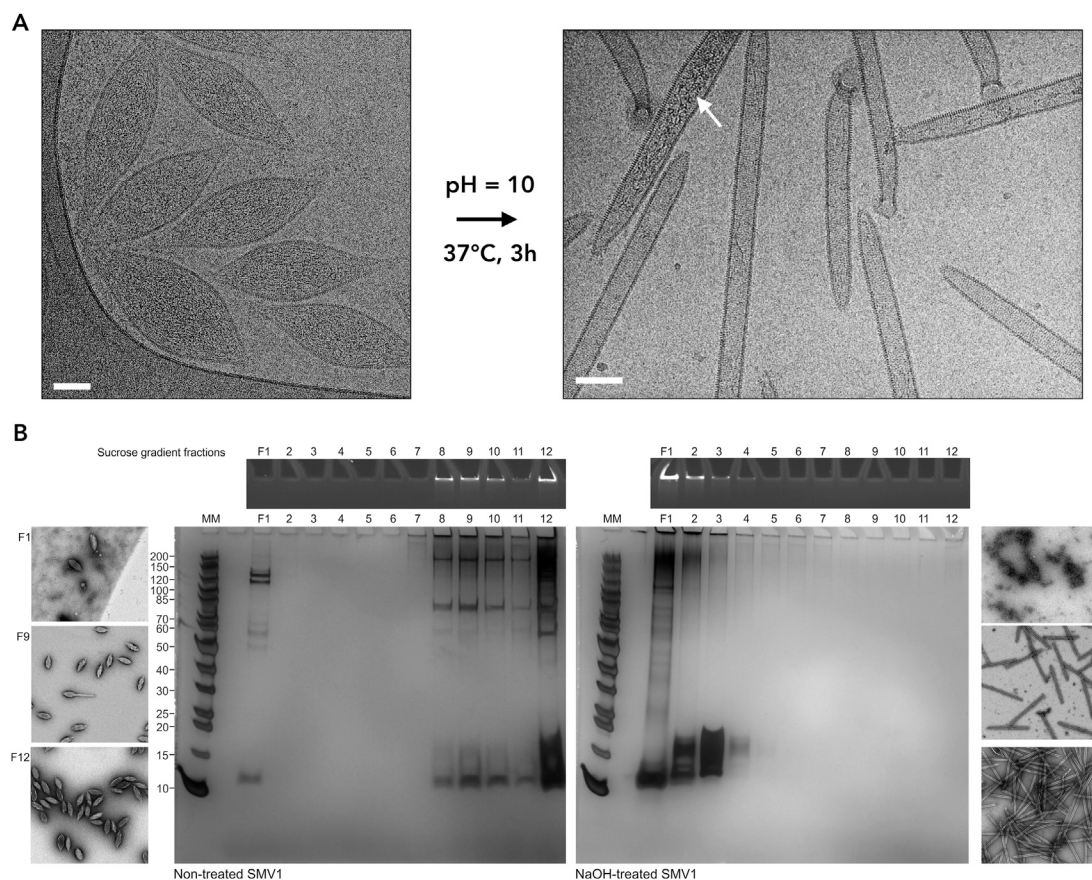 A
pH = 10
37°C, 3h
B
Sucrose gradient fractions
F1 2 3 4 5 6 7 8 9 10 11 12
F1 2 3 4 5 6 7 8 9 10 11 12
MM F1 2 3 4 5 6 7 8 9 10 11 12
MM F1 2 3 4 5 6 7 8 9 10 11 12
F1
F9
F12
200
150
120
100
85
70
60
50
40
30
25
20
15
10
Non-treated SMV1
NaOH-treated SMV1